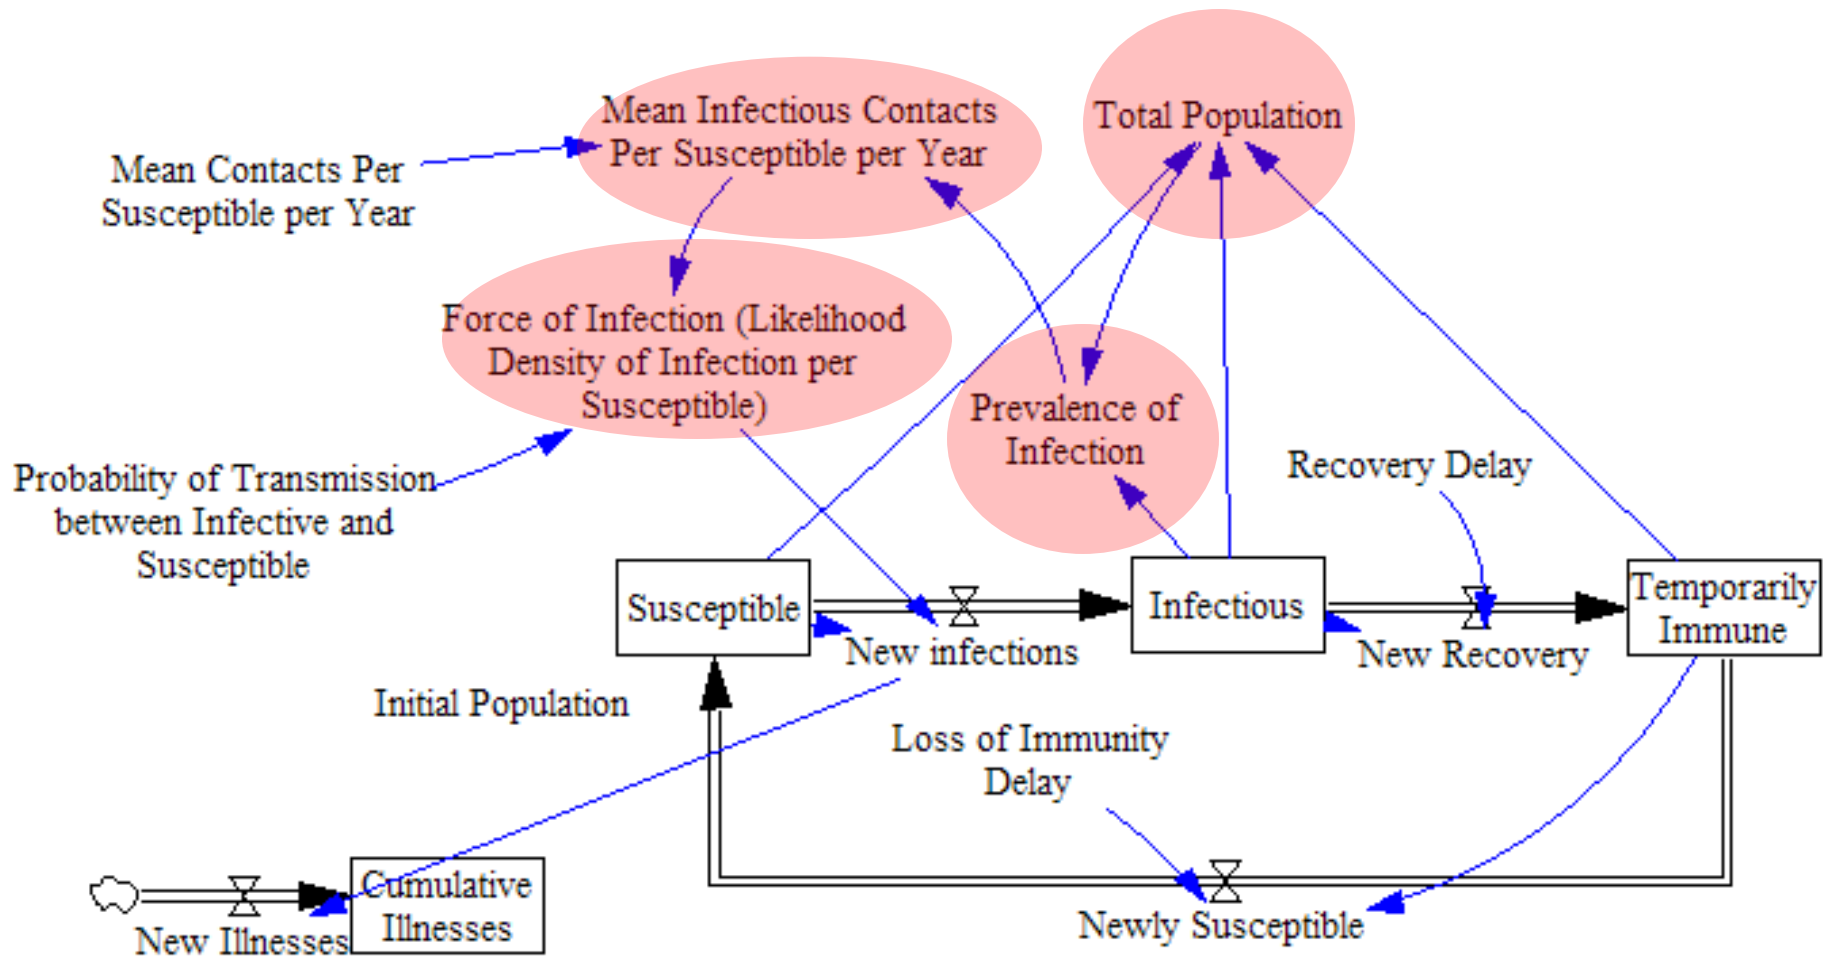 Mean Infectious Contacts
Per Susceptible per Year
Total Population
Mean Contacts Per
Susceptible per Year
Force of Infection (Likelihood
Density of Infection per
Susceptible)
Prevalence of
Infection
Recovery Delay
Probability of Transmission
between Infective and
Susceptible
Susceptible
Infectious
Temporarily
Immune
New infections
New Recovery
Initial Population
Loss of Immunity
Delay
Cumulative
Illnesses
New Illnesses
Newly Susceptible